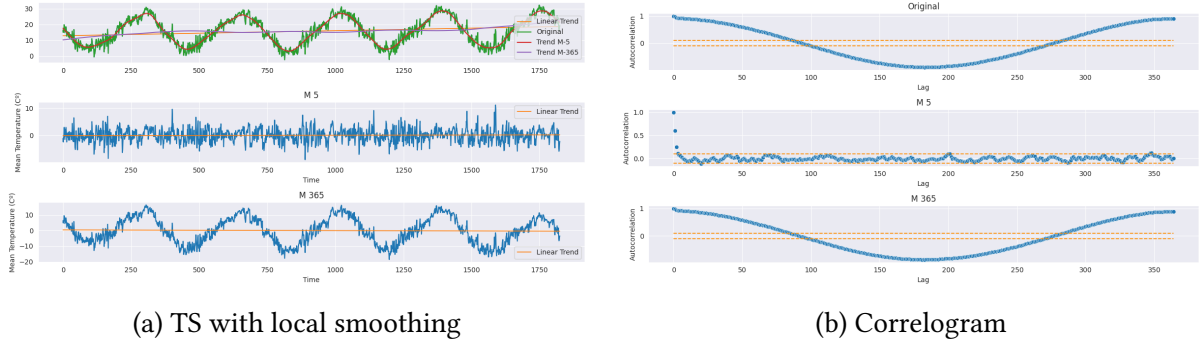 30
20
10
0
0
250
500
750
1000
1250
1500
1750
Linear Trend
Original
Trend M-5
Trend M-365
M 5
Mean Temperature (Cº)
10
0
0
250
500
750
1000
1250
1500
1750
Linear Trend
Time
M 365
Mean Temperature (Cº)
10
0
−10
−20
0
250
500
750
1000
1250
1500
1750
Linear Trend
Time
(a) TS with local smoothing
Original
Autocorrelation
1
0
0
50
100
150
200
250
300
350
Lag
M 5
Autocorrelation
1.0
0.5
0.0
0
50
100
150
200
250
300
350
Lag
M 365
Autocorrelation
1
0
0
50
100
150
200
250
300
350
Lag
(b) Correlogram